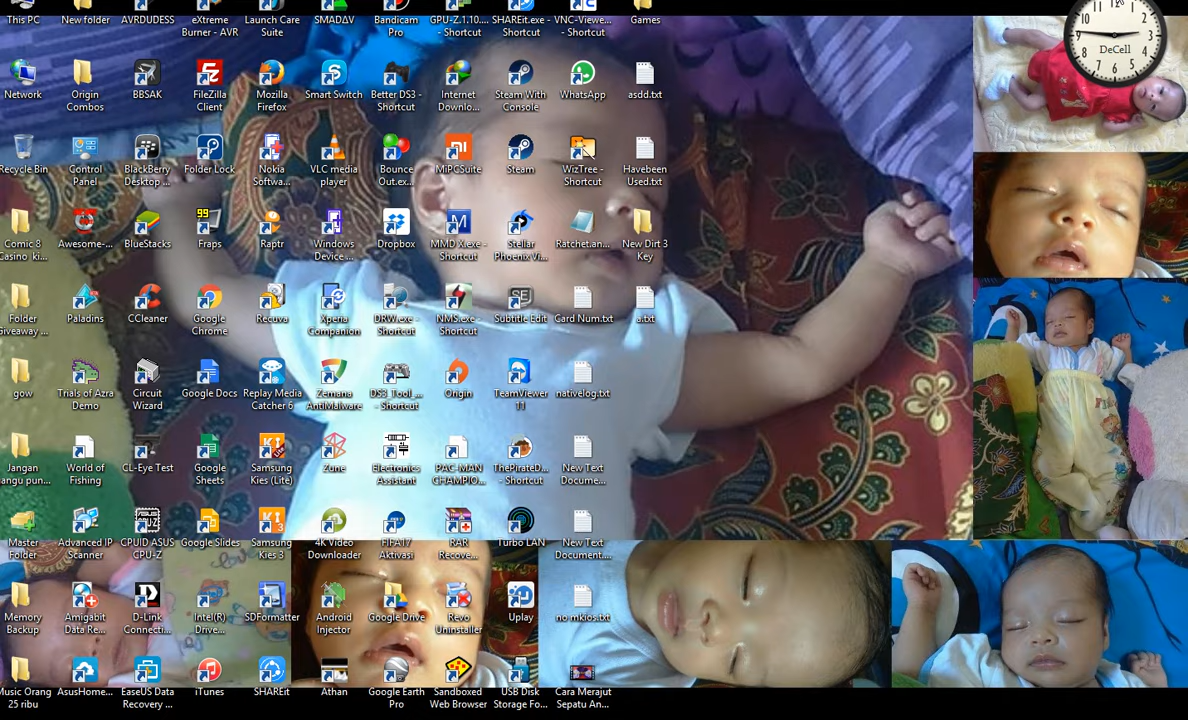 This PC
New folder
AVRDUDESS
eXtreme
Burner - AVR
Launch Care
Suite
SMADΔV
Bandicam
Pro
GPU-Z.1.10....
- Shortcut
SHAREit.exe -
Shortcut
VNC-Viewe...
- Shortcut
Games
Network
Origin
Combos
BBSAK
FileZilla
Client
Mozilla
Firefox
Smart Switch
Better DS3 -
Shortcut
Internet
Downlo...
Steam With
Console
WhatsApp
asdd.txt
Recycle Bin
Control
Panel
BlackBerry
Desktop ...
Folder Lock
Nokia
Softwa...
VLC media
player
Bounce
Out.ex...
MiPCSuite
Steam
WizTree -
Shortcut
Havebeen
Used.txt
Comic 8
Casino_ki...
Awesome-...
BlueStacks
Fraps
Raptr
Windows
Device ...
Dropbox
MMD X.exe -
Shortcut
Stellar
Phoenix Vi...
Ratchet.an...
New Dirt 3
Key
Folder
Giveaway ...
Paladins
CCleaner
Google
Chrome
Recuva
Xperia
Companion
DRW.exe -
Shortcut
NMS.exe -
Shortcut
Subtitle Edit
Card Num.txt
a.txt
gow
Trials of Azra
Demo
Circuit
Wizard
Google Docs
Replay Media
Catcher 6
Zemana
AntiMalware
DS3_Tool_...
- Shortcut
Origin
TeamViewer
11
nativelog.txt
Jangan
angu pun...
World of
Fishing
CL-Eye Test
Google
Sheets
Samsung
Kies (Lite)
Zune
Electronics
Assistant
PAC-MAN
CHAMPIO...
ThePirateD...
- Shortcut
New Text
Docume...
Master
Folder
Advanced IP
Scanner
CPUID ASUS
CPU-Z
Google Slides
Samsung
Kies 3
4K Video
Downloader
FIFA17
Aktivasi
RAR
Recove...
Turbo LAN
New Text
Document....
Memory
Backup
Amigabit
Data Re...
D-Link
Connecti...
Intel(R)
Drive...
SDFormatter
Android
Injector
Google Drive
Revo
Uninstaller
Uplay
no mkios.txt
Music Orang
25 ribu
AsusHome...
EaseUS Data
Recovery ...
iTunes
SHAREit
Athan
Google Earth
Pro
Sandboxed
Web Browser
USB Disk
Storage Fo...
Cara Merajut
Sepatu An...
DeCell